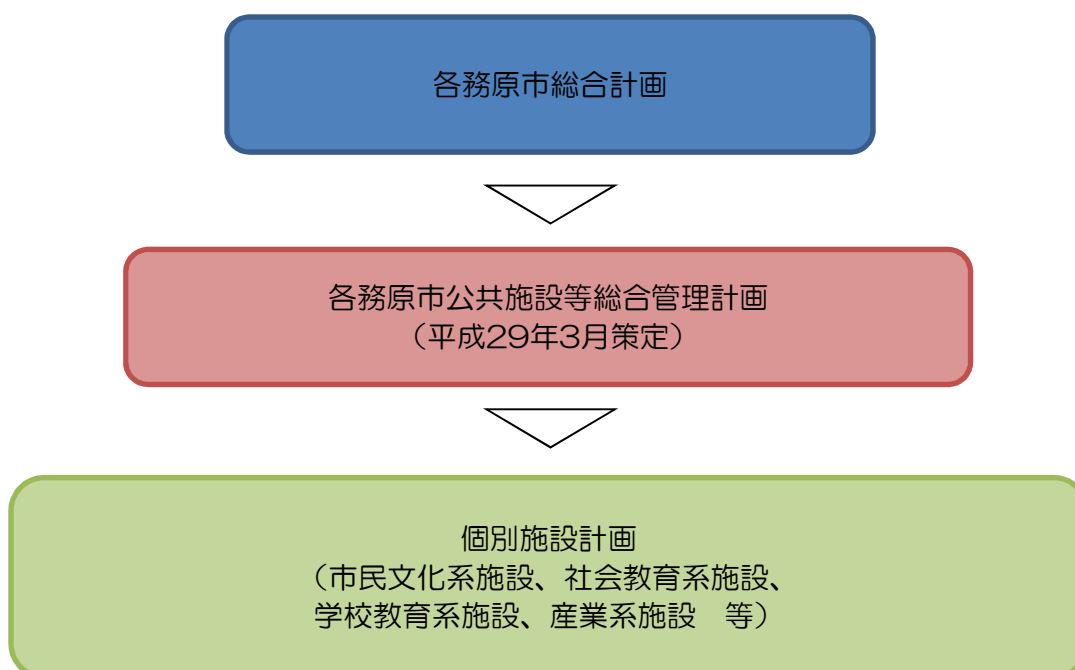 各務原市総合計画
各務原市公共施設等総合管理計画
（平成29年3月策定）
個別施設計画
（市民文化系施設、社会教育系施設、
学校教育系施設、産業系施設　等）